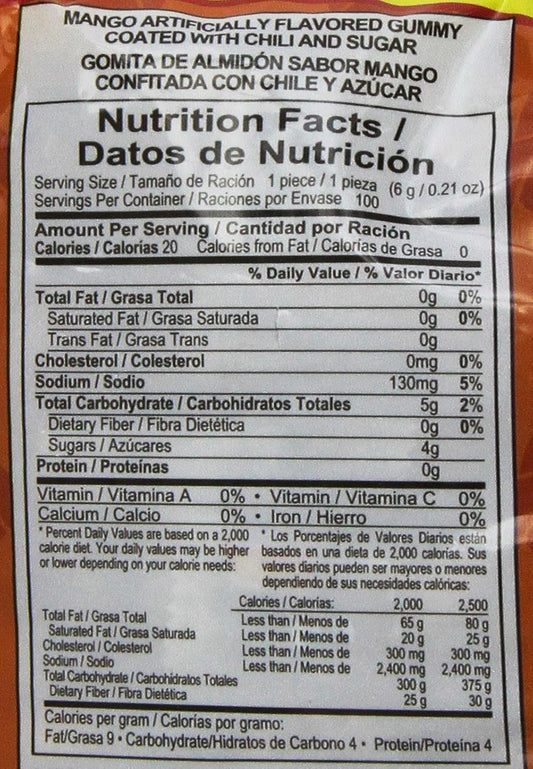 MANGO ARTIFICIALLY FLAVORED GUMMY
COATED WITH CHILI AND SUGAR
GOMITA DE ALMIDÓN SABOR MANGO
CONFITADA CON CHILE Y AZÚCAR
Nutrition Facts /
Datos de Nutrición
Serving Size / Tamaño de Ración 1 piece / 1 pieza (6 g / 0.21 oz)
Servings Per Container / Raciones por Envase 100
Amount Per Serving / Cantidad por Ración
Calories / Calorías 20 Calories from Fat / Calorías de Grasa 0
% Daily Value / % Valor Diario*
Total Fat / Grasa Total 0g 0%
Saturated Fat / Grasa Saturada 0g 0%
Trans Fat / Grasa Trans 0g
Cholesterol / Colesterol 0mg 0%
Sodium / Sodio 130mg 5%
Total Carbohydrate / Carbohidratos Totales 5g 2%
Dietary Fiber / Fibra Dietética 0g 0%
Sugars / Azúcares 4g
Protein / Proteínas 0g
Vitamin / Vitamina A 0% • Vitamin / Vitamina C 0%
Calcium / Calcio 0% • Iron / Hierro 0%
* Percent Daily Values are based on a 2,000
calorie diet. Your daily values may be higher
or lower depending on your calorie needs:
* Los Porcentajes de Valores Diarios están
basados en una dieta de 2,000 calorías. Sus
valores diarios pueden ser mayores o menores
dependiendo de sus necesidades calóricas:
Calories / Calorias: 2,000 2,500
Total Fat / Grasa Total Less than / Menos de 65 g 80 g
Saturated Fat / Grasa Saturada Less than / Menos de 20 g 25 g
Cholesterol / Colesterol Less than / Menos de 300 mg 300 mg
Sodium / Sodio Less than / Menos de 2,400 mg 2,400 mg
Total Carbohydrate / Carbohidratos Totales 300 g 375 g
Dietary Fiber / Fibra Dietética 25 g 30 g
Calories per gram / Calorías por gramo:
Fat/Grasa 9 • Carbohydrate/Hidratos de Carbono 4 • Protein/Proteína 4